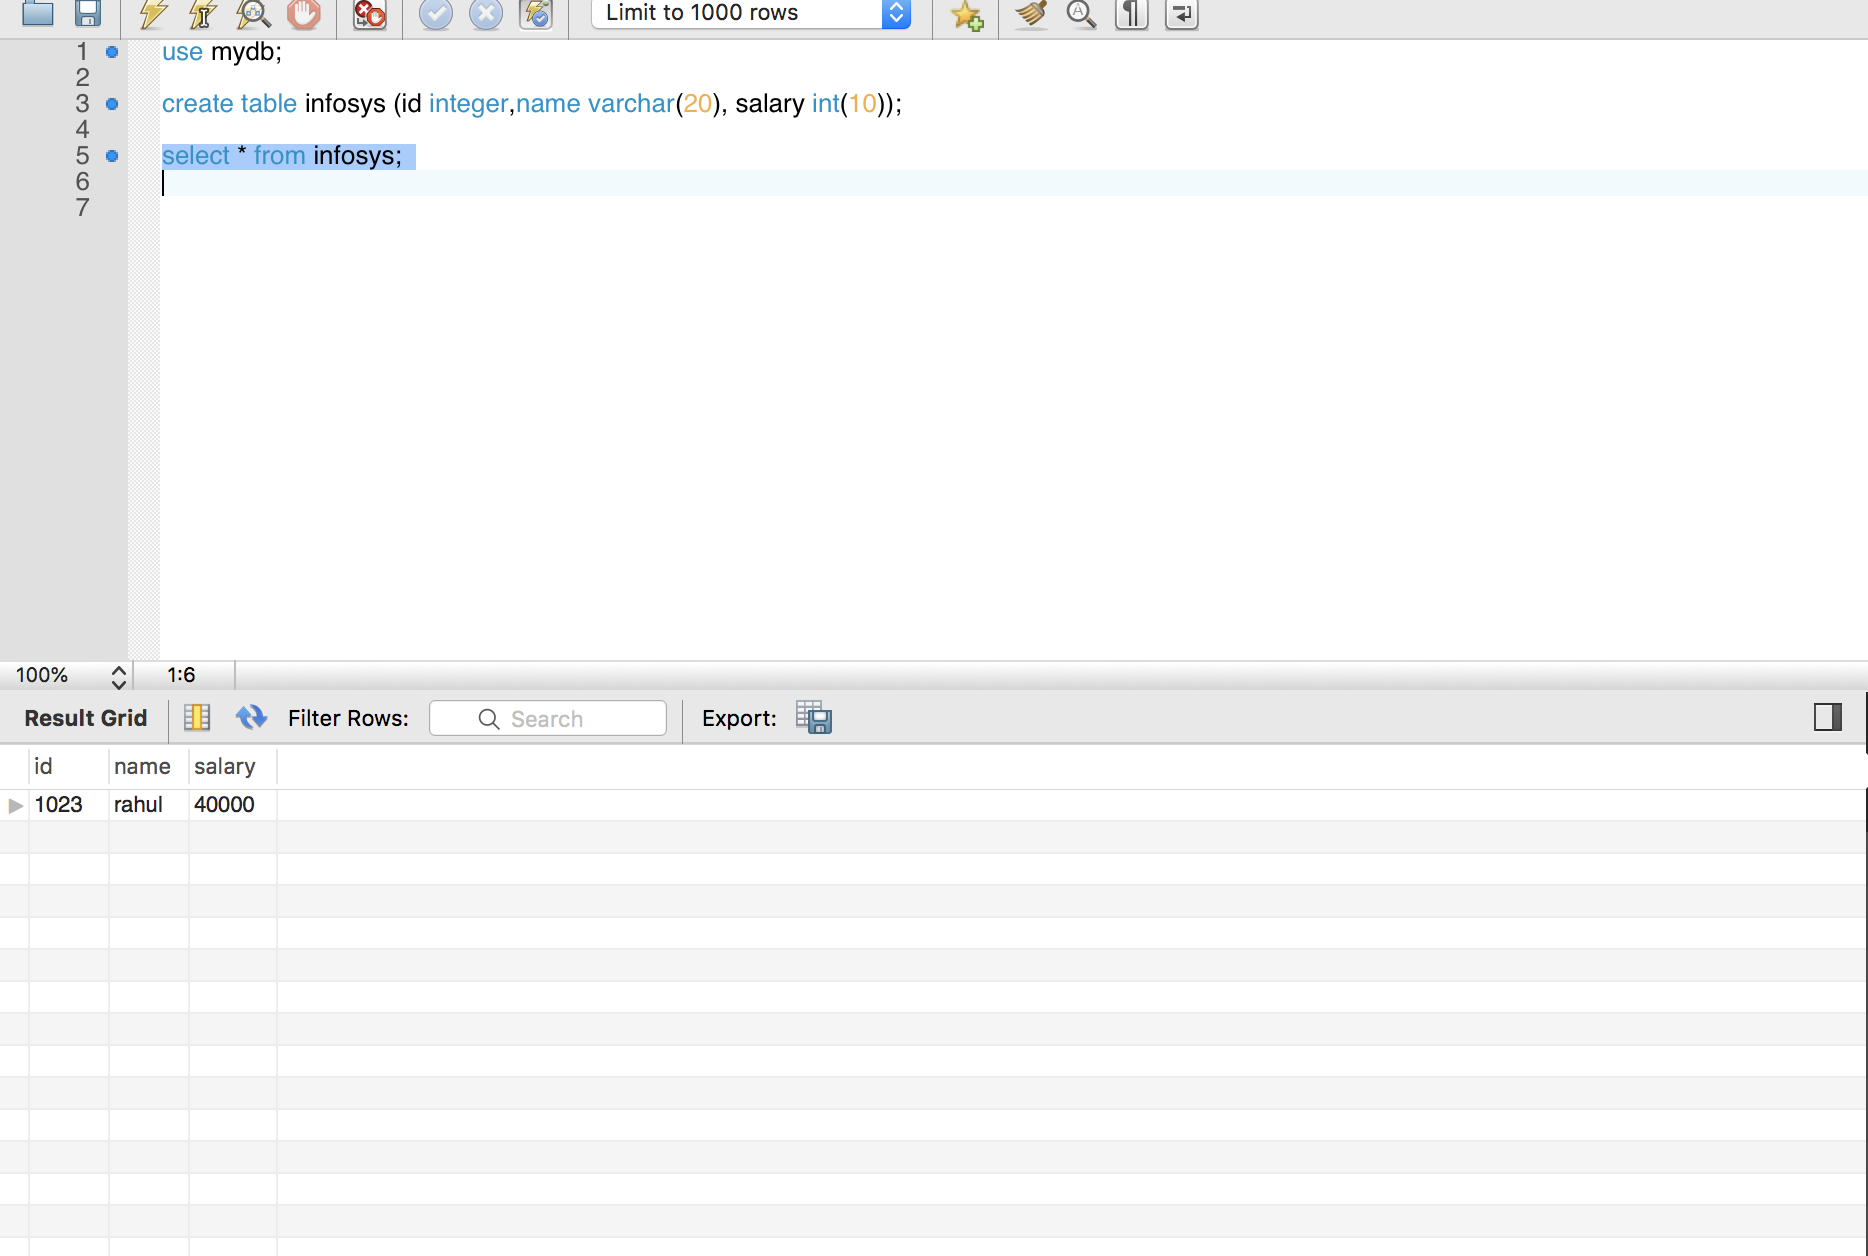 Limit to 1000 rows
1 use mydb;
2
3 create table infosys (id integer,name varchar(20), salary int(10));
4
5 select * from infosys;
6
7
100% 1:6
Result Grid Filter Rows: Search Export:
id name salary
1023 rahul 40000